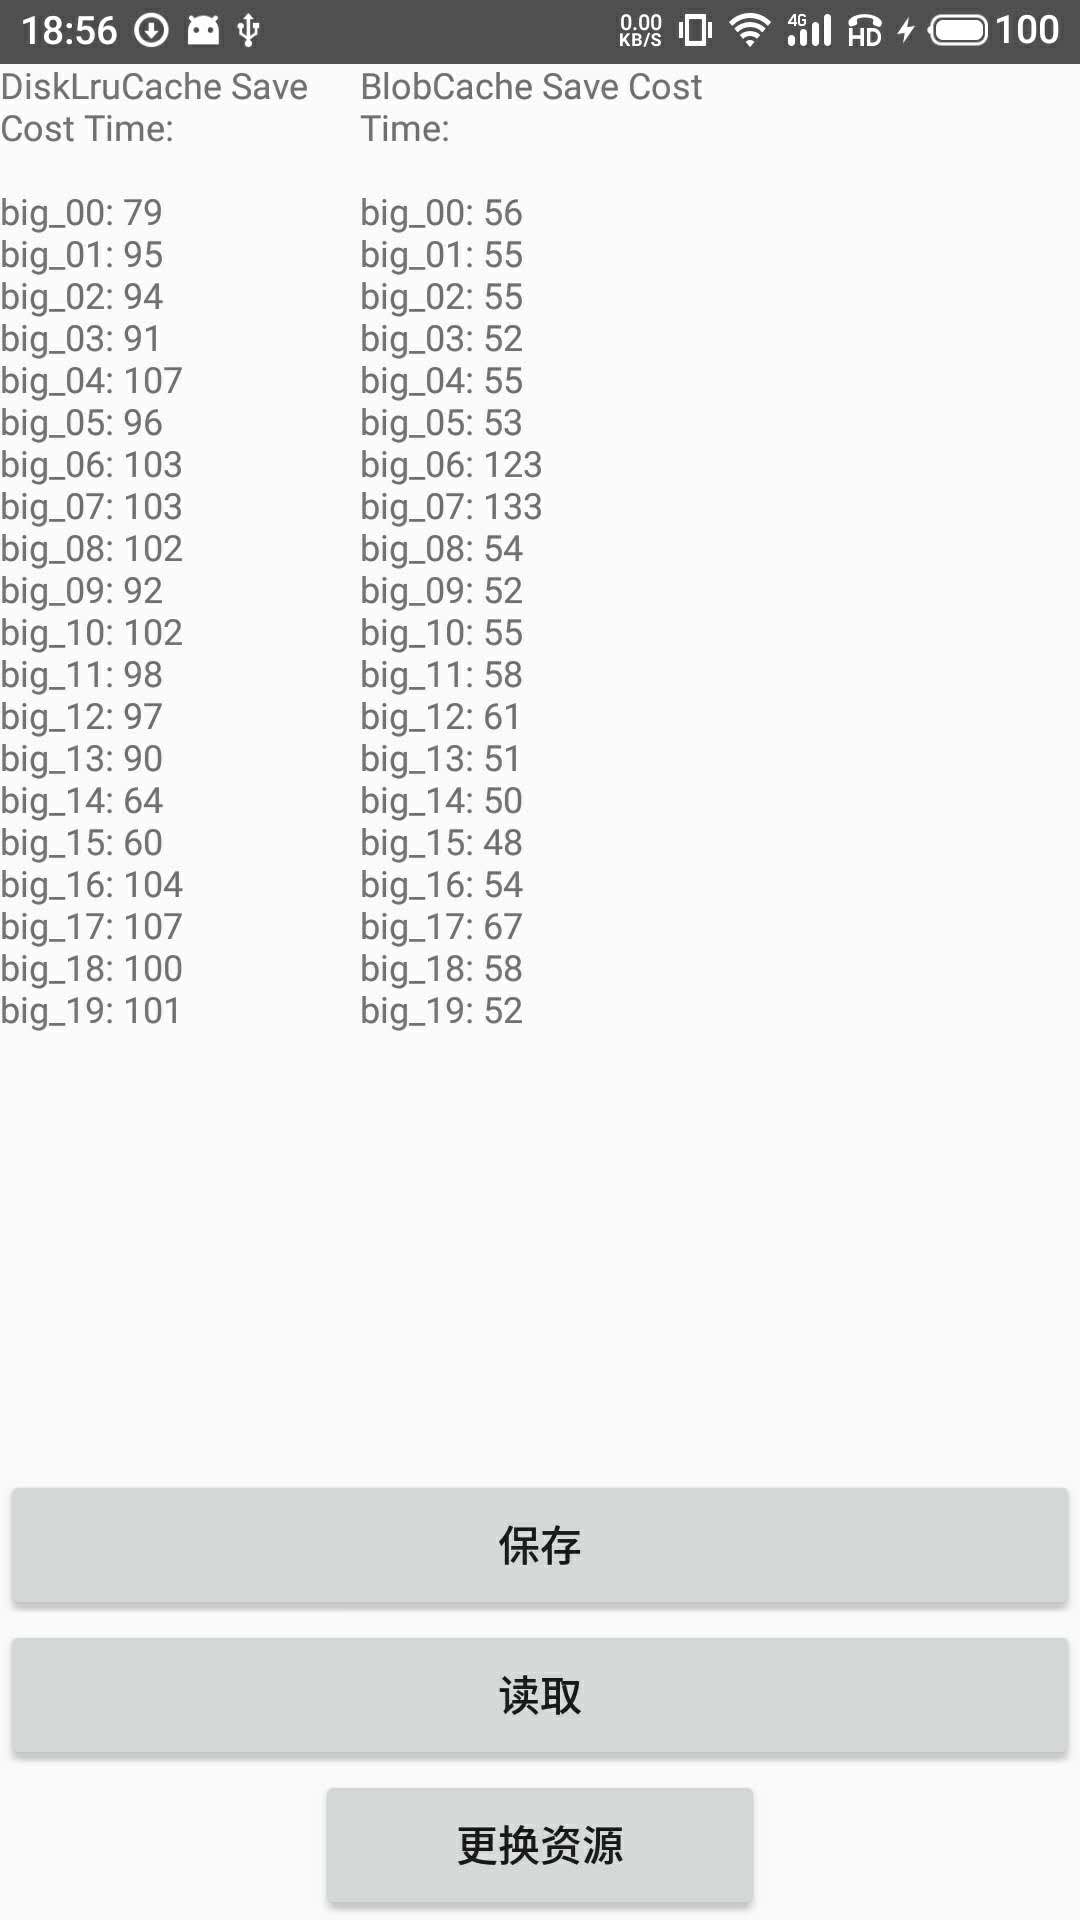 18:56 0.00 KB/S 4G HD 100
DiskLruCache Save
Cost Time:
big_00: 79
big_01: 95
big_02: 94
big_03: 91
big_04: 107
big_05: 96
big_06: 103
big_07: 103
big_08: 102
big_09: 92
big_10: 102
big_11: 98
big_12: 97
big_13: 90
big_14: 64
big_15: 60
big_16: 104
big_17: 107
big_18: 100
big_19: 101
BlobCache Save Cost
Time:
big_00: 56
big_01: 55
big_02: 55
big_03: 52
big_04: 55
big_05: 53
big_06: 123
big_07: 133
big_08: 54
big_09: 52
big_10: 55
big_11: 58
big_12: 61
big_13: 51
big_14: 50
big_15: 48
big_16: 54
big_17: 67
big_18: 58
big_19: 52
保存
读取
更换资源